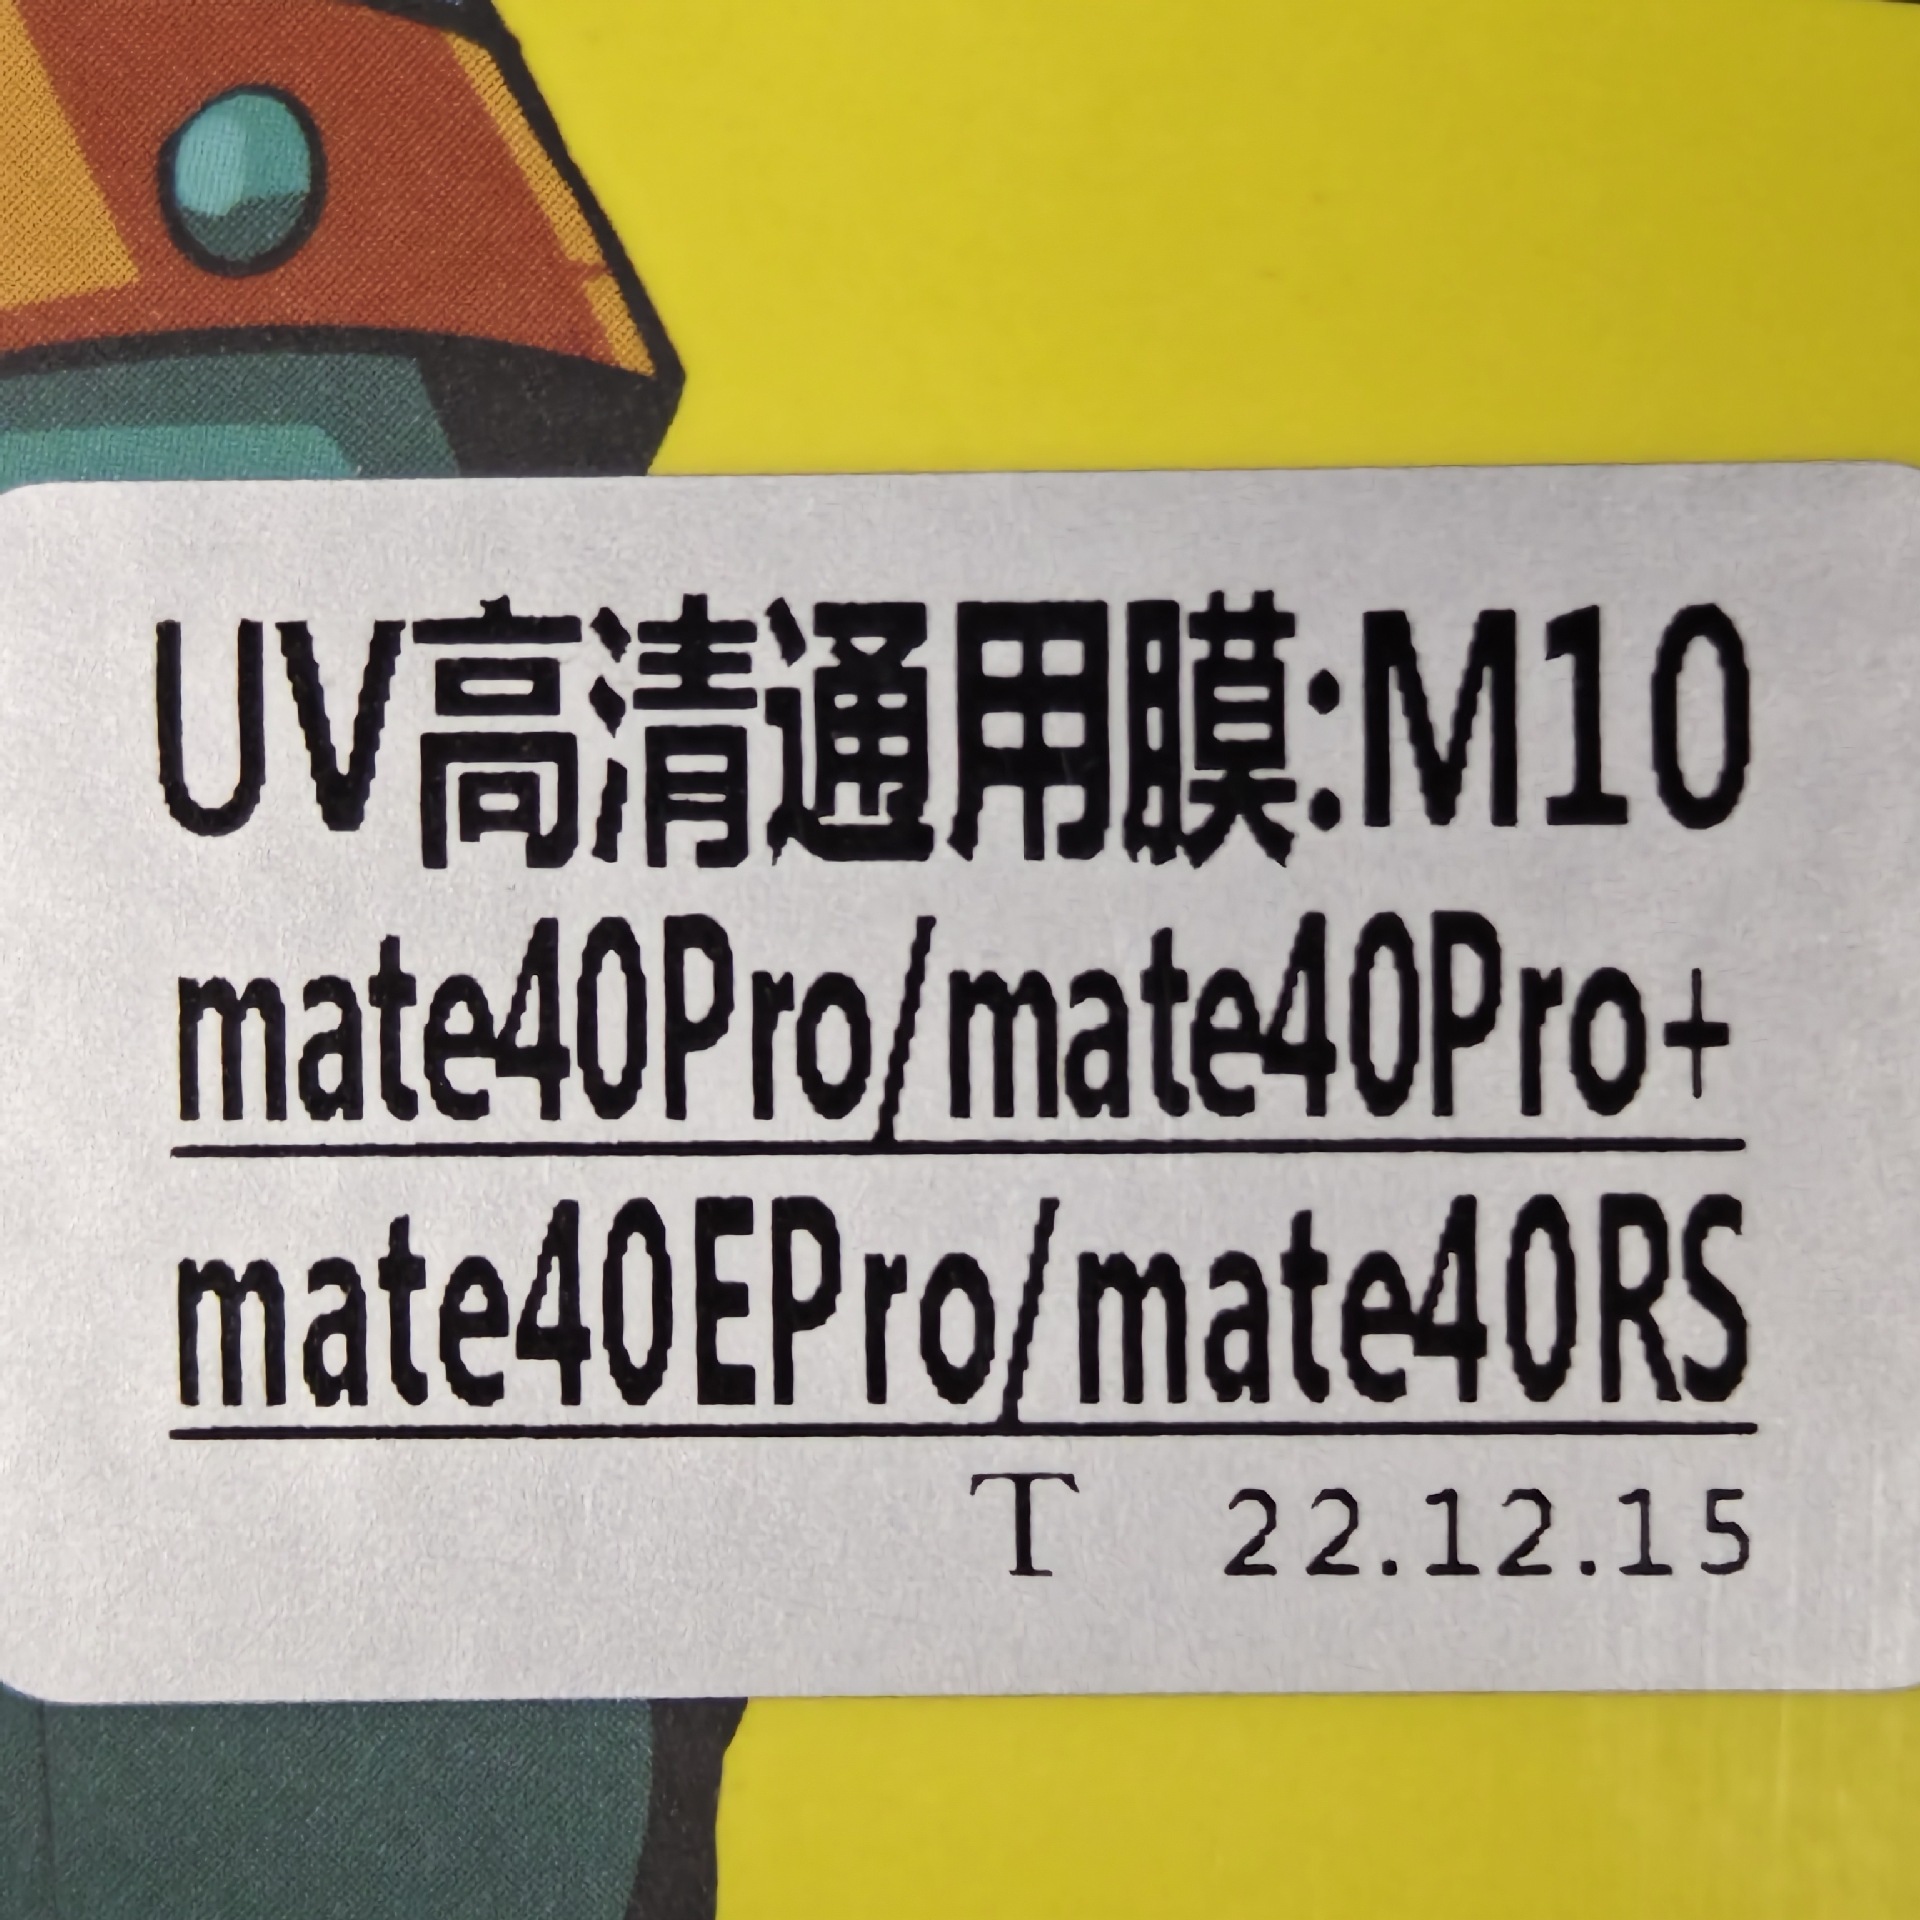 UV高清通用膜:M10
mate40Pro/mate40Pro+
mate40EPro/mate40RS
T 22.12.15